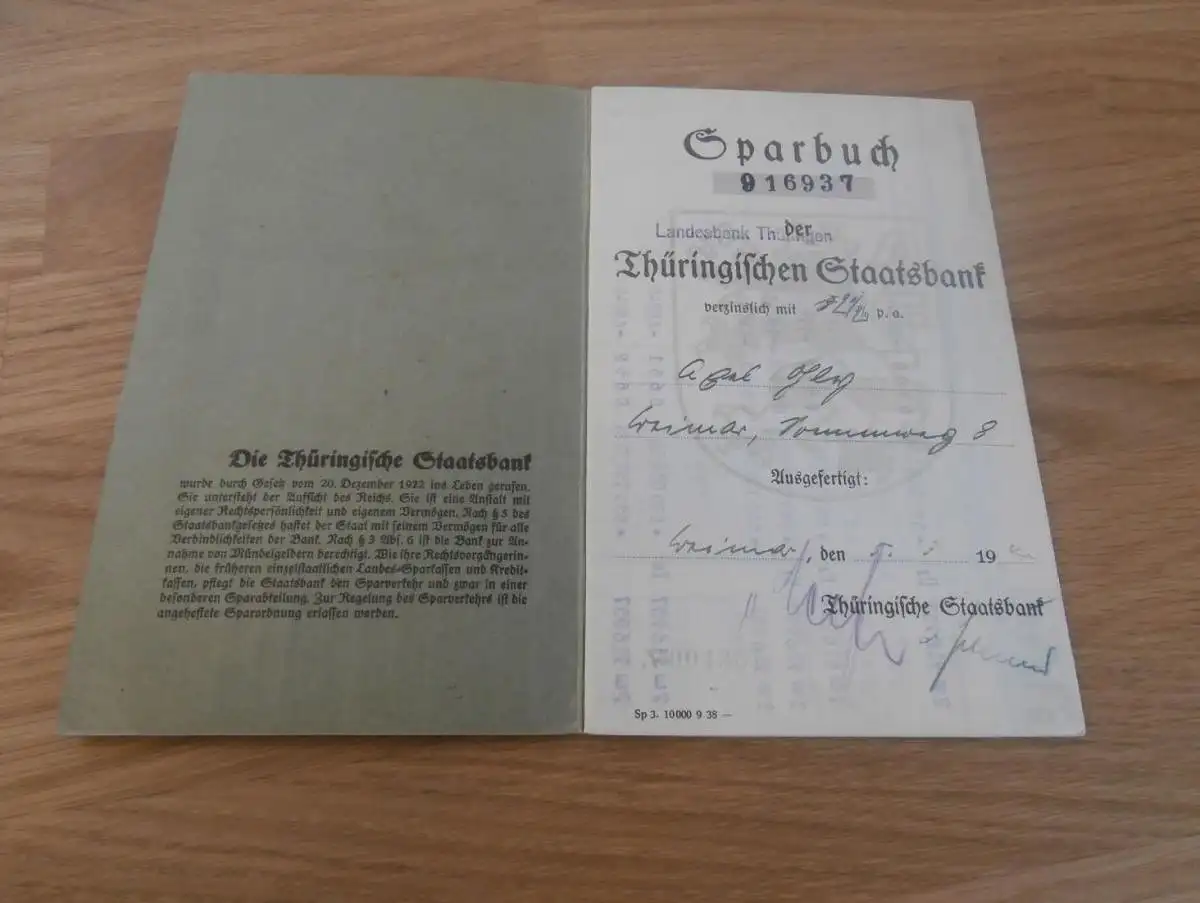 Die Thüringische Staatsbank
wurde durch Gesetz vom 20. Dezember 1922 ins Leben gerufen.
Sie untersteht der Aufsicht des Reichs. Sie ist eine Anstalt mit
eigener Rechtspersönlichkeit und eigenem Vermögen. Nach § 5 des
Staatsbankgesetzes haftet der Staat mit seinem Vermögen für alle
Verbindlichkeiten der Bank. Nach § 3 Abs. 6 ist die Bank zur An-
nahme von Mündelgeldern berechtigt. Wie ihre Rechtsvorgängerin-
nen, die früheren einzelstaatlichen Landes-Sparkassen und Kredit-
kassen, pflegt die Staatsbank den Sparverkehr und zwar in einer
besonderen Sparabteilung. Zur Regelung des Sparverkehrs ist die
angeheftete Sparordnung erlassen worden.
Sparbuch
916937
der
Landesbank Thüringen
Thüringischen Staatsbank
verzinslich mit p. a.
Weimar, 8
Ausgefertigt:
Weimar, den 19
Thüringische Staatsbank
Sp 3. 10000 9 38 —